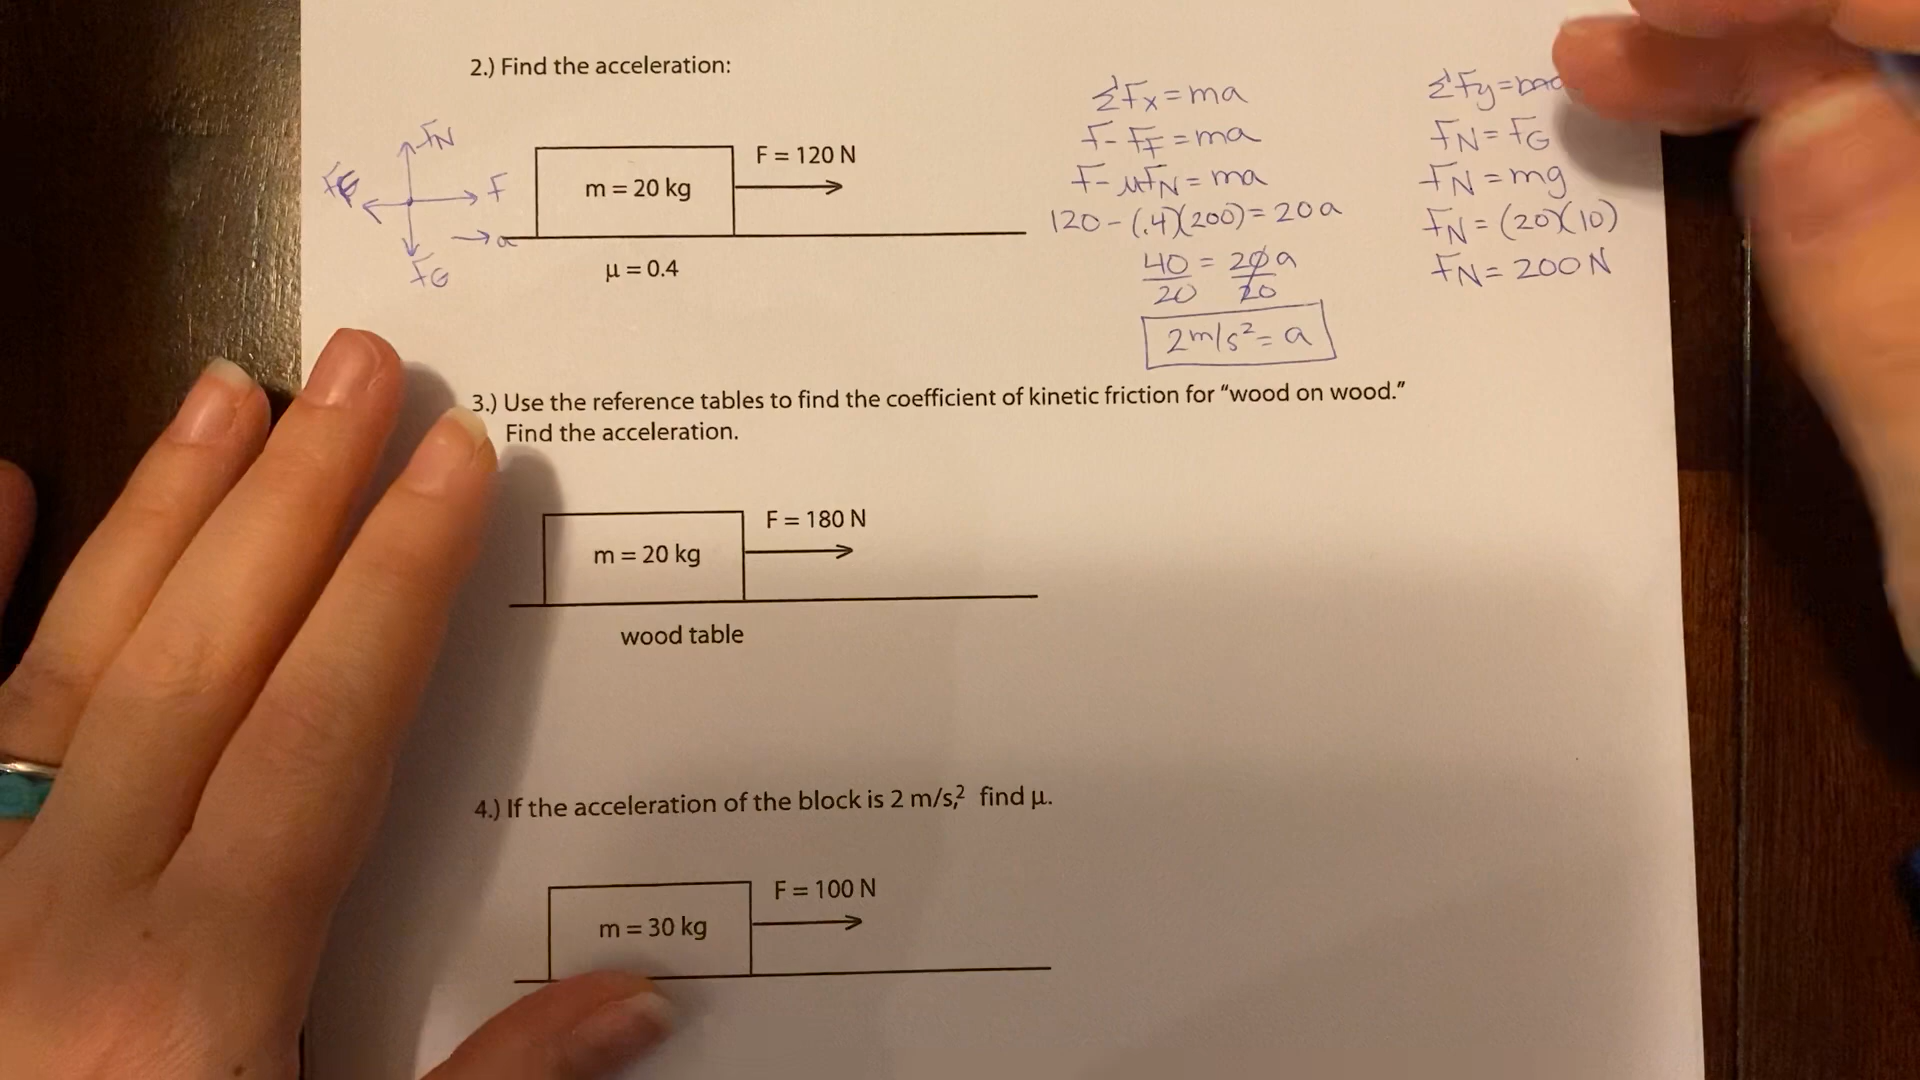 2.) Find the acceleration:
FN
F
a
FG
m = 20 kg
F = 120 N
μ = 0.4
ΣFx = ma
F - FF = ma
F - μFN = ma
120 - (.4)(200) = 20a
40 = 20a
20 20
2 m/s² = a
ΣFy =
FN = FG
FN = mg
FN = (20)(10)
FN = 200 N
3.) Use the reference tables to find the coefficient of kinetic friction for “wood on wood.”
Find the acceleration.
m = 20 kg
F = 180 N
wood table
4.) If the acceleration of the block is 2 m/s,² find μ.
m = 30 kg
F = 100 N